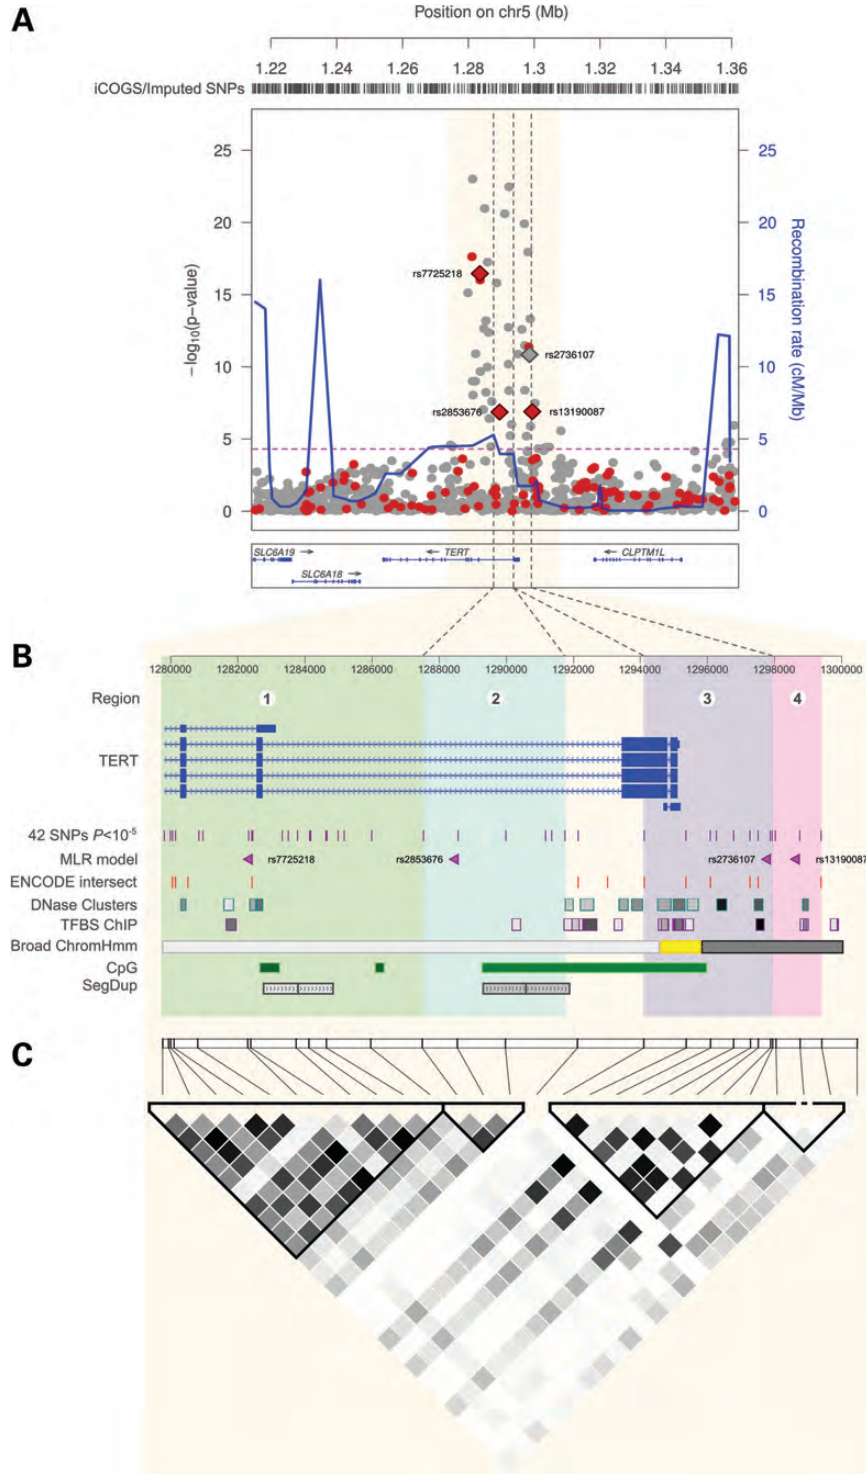 A
Position on chr5 (Mb)
1.22 1.24 1.26 1.28 1.3 1.32 1.34 1.36
iCOGS/Imputed SNPs
25 25
20 20
rs7725218
15 15
−log10(p−value)
Recombination rate (cM/Mb)
rs2736107
10 10
rs2853676 rs13190087
5 5
0 0
SLC6A19 → ← TERT ← CLPTM1L
SLC6A18 →
B
1280000 1282000 1284000 1286000 1288000 1290000 1292000 1294000 1296000 1298000 1300000
Region 1 2 3 4
TERT
42 SNPs P<10-5
MLR model rs7725218 rs2853676 rs2736107 rs13190087
ENCODE intersect
DNase Clusters
TFBS ChIP
Broad ChromHmm
CpG
SegDup
C